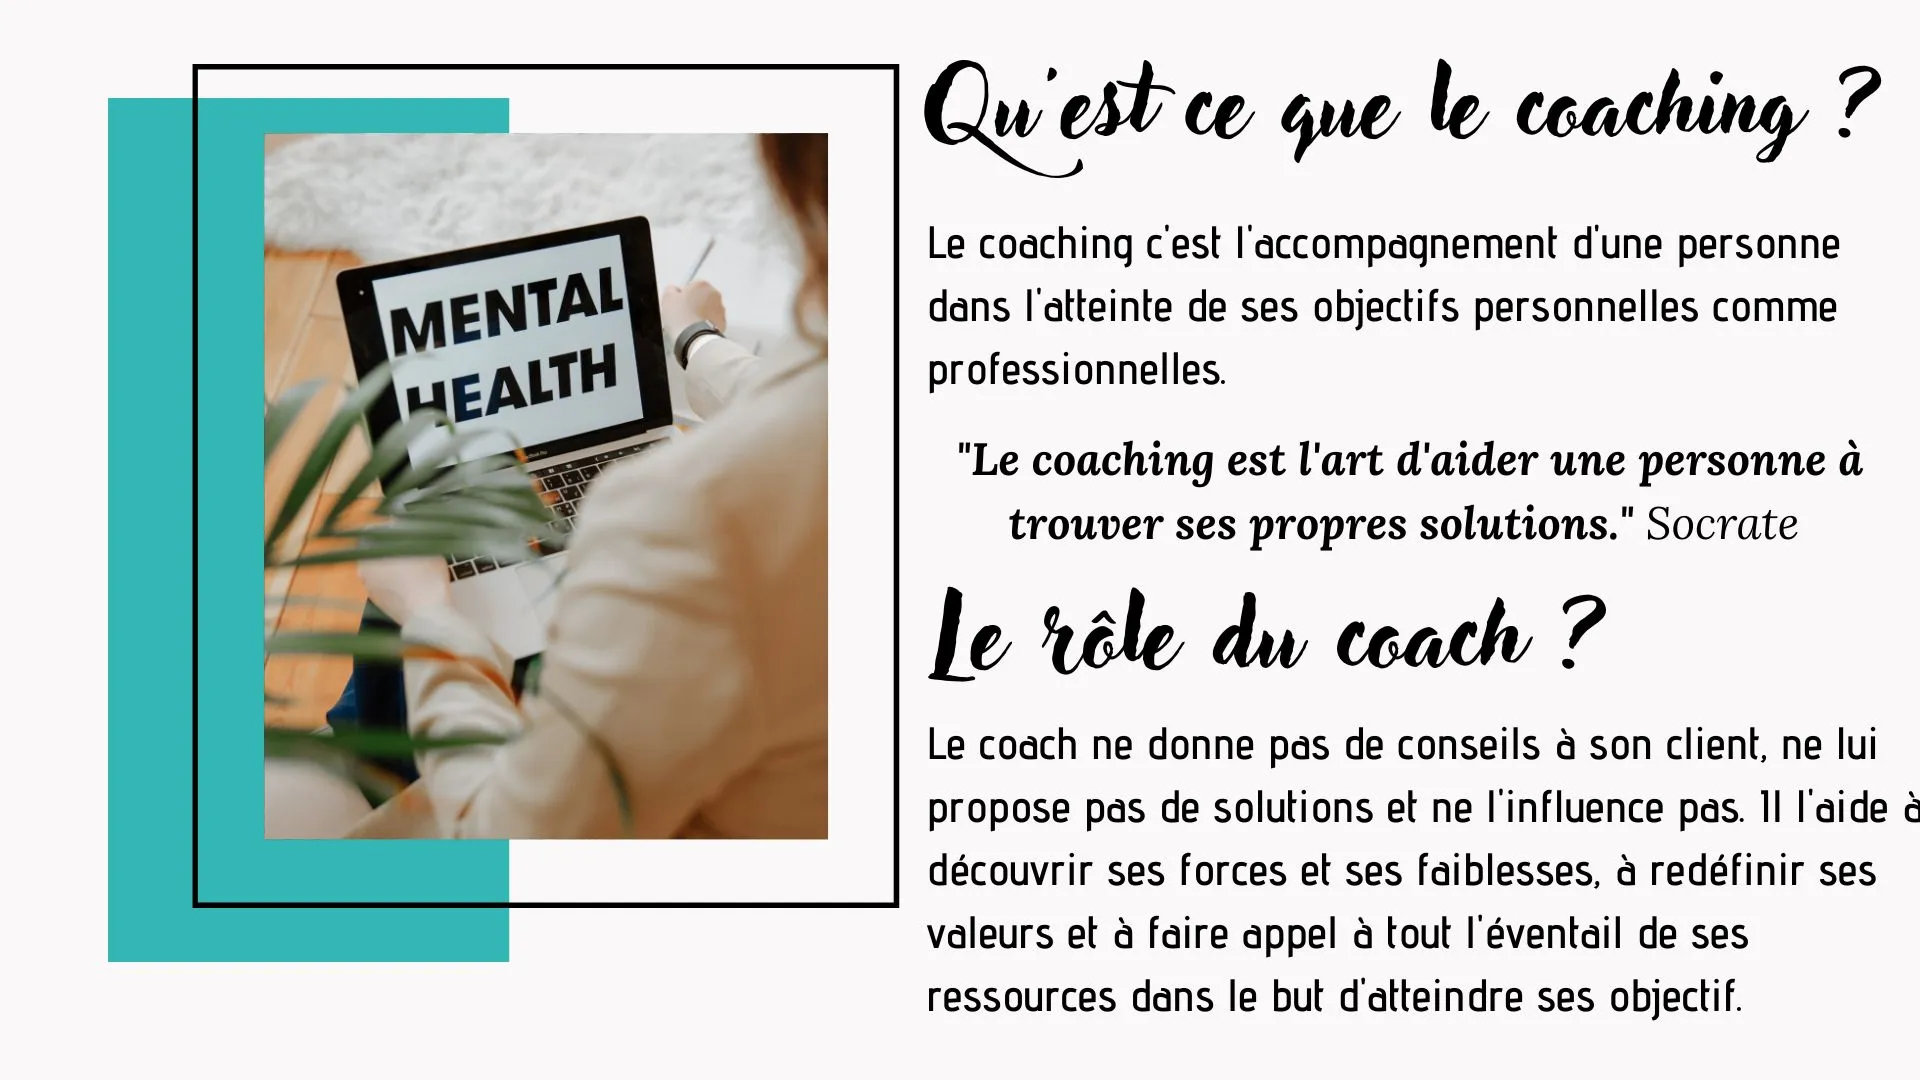 Qu'est ce que le coaching ?
Le coaching c'est l'accompagnement d'une personne
dans l'atteinte de ses objectifs personnelles comme
professionnelles.
"Le coaching est l'art d'aider une personne à
trouver ses propres solutions." Socrate
Le rôle du coach ?
Le coach ne donne pas de conseils à son client, ne lui
propose pas de solutions et ne l'influence pas. Il l'aide à
découvrir ses forces et ses faiblesses, à redéfinir ses
valeurs et à faire appel à tout l'éventail de ses
ressources dans le but d'atteindre ses objectif.
MENTAL
HEALTH